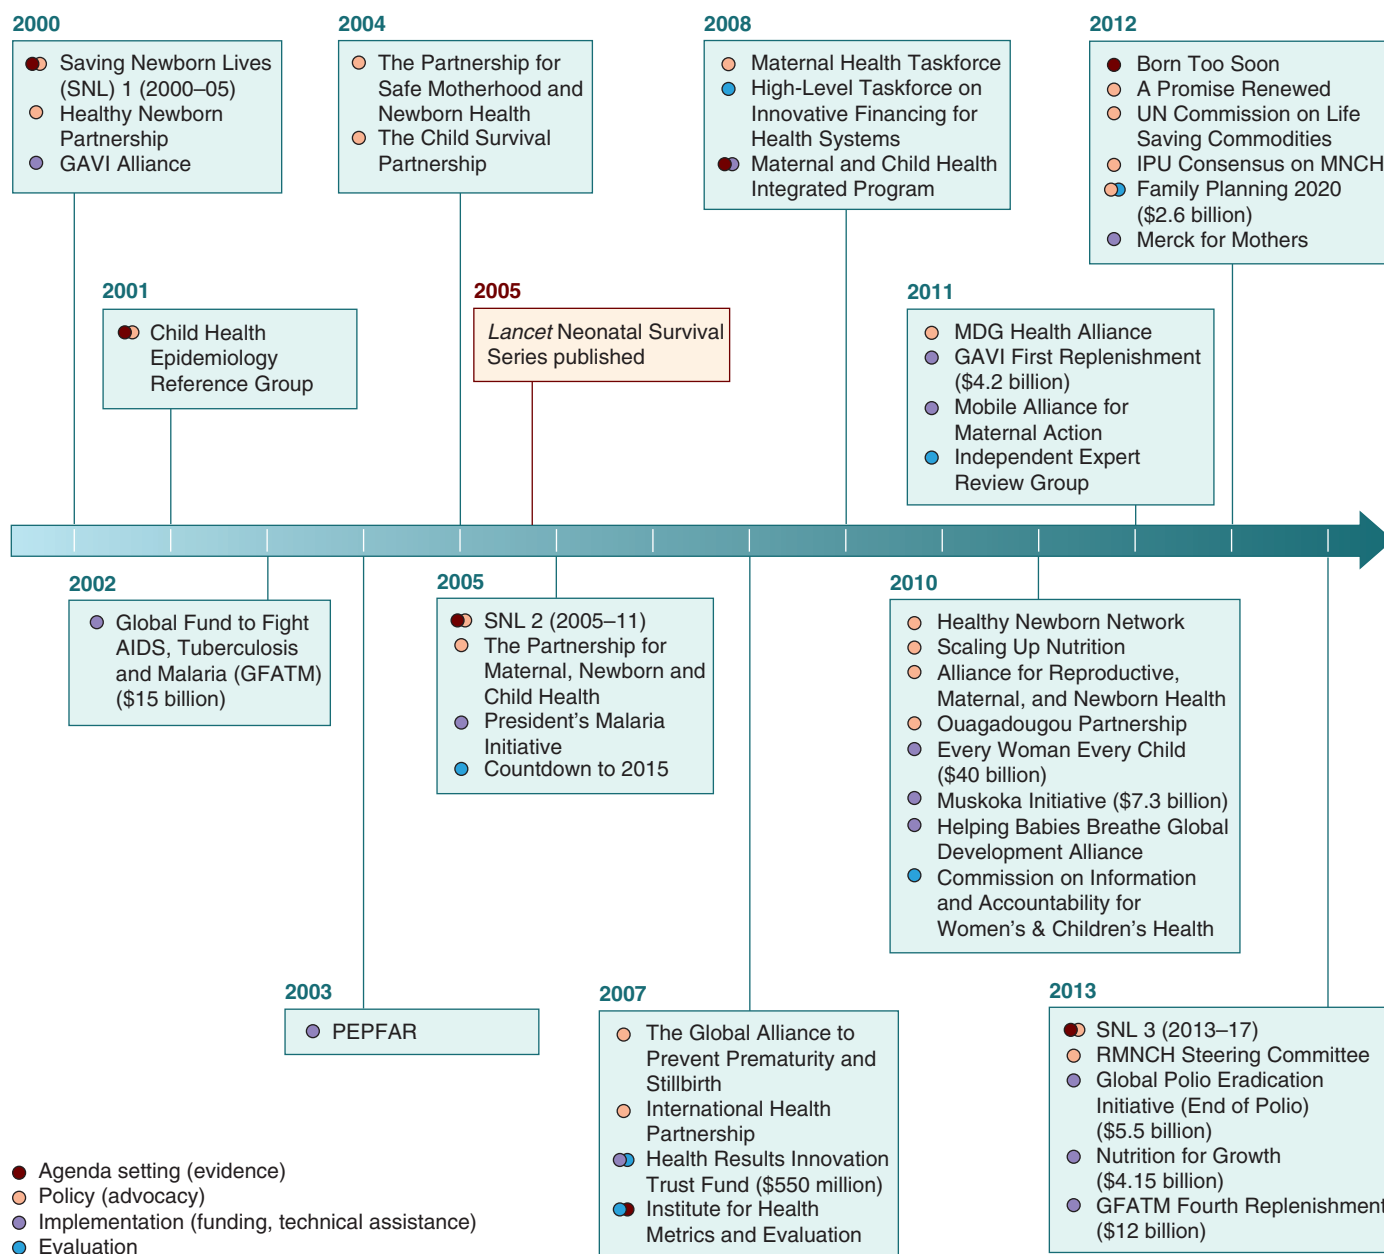 2000
Saving Newborn Lives
(SNL) 1 (2000–05)
Healthy Newborn
Partnership
GAVI Alliance
2004
The Partnership for
Safe Motherhood and
Newborn Health
The Child Survival
Partnership
2008
Maternal Health Taskforce
High-Level Taskforce on
Innovative Financing for
Health Systems
Maternal and Child Health
Integrated Program
2012
Born Too Soon
A Promise Renewed
UN Commission on Life
Saving Commodities
IPU Consensus on MNCH
Family Planning 2020
($2.6 billion)
Merck for Mothers
2001
Child Health
Epidemiology
Reference Group
2005
Lancet Neonatal Survival
Series published
2011
MDG Health Alliance
GAVI First Replenishment
($4.2 billion)
Mobile Alliance for
Maternal Action
Independent Expert
Review Group
2002
Global Fund to Fight
AIDS, Tuberculosis
and Malaria (GFATM)
($15 billion)
2005
SNL 2 (2005–11)
The Partnership for
Maternal, Newborn and
Child Health
President’s Malaria
Initiative
Countdown to 2015
2010
Healthy Newborn Network
Scaling Up Nutrition
Alliance for Reproductive,
Maternal, and Newborn Health
Ouagadougou Partnership
Every Woman Every Child
($40 billion)
Muskoka Initiative ($7.3 billion)
Helping Babies Breathe Global
Development Alliance
Commission on Information
and Accountability for
Women’s & Children’s Health
2003
PEPFAR
2007
The Global Alliance to
Prevent Prematurity and
Stillbirth
International Health
Partnership
Health Results Innovation
Trust Fund ($550 million)
Institute for Health
Metrics and Evaluation
2013
SNL 3 (2013–17)
RMNCH Steering Committee
Global Polio Eradication
Initiative (End of Polio)
($5.5 billion)
Nutrition for Growth
($4.15 billion)
GFATM Fourth Replenishment
($12 billion)
Agenda setting (evidence)
Policy (advocacy)
Implementation (funding, technical assistance)
Evaluation